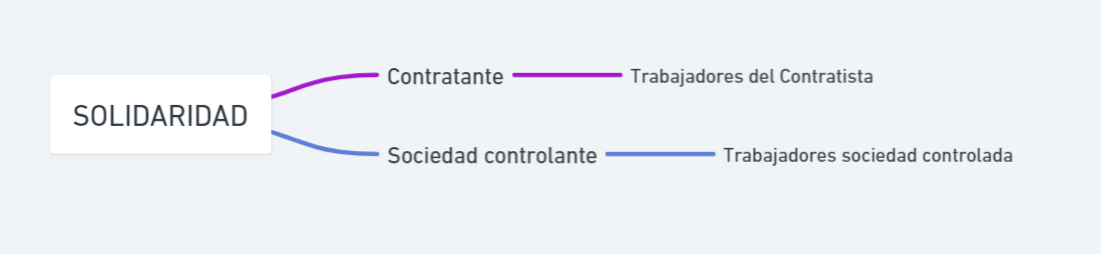 SOLIDARIDAD
Contratante
Trabajadores del Contratista
Sociedad controlante
Trabajadores sociedad controlada